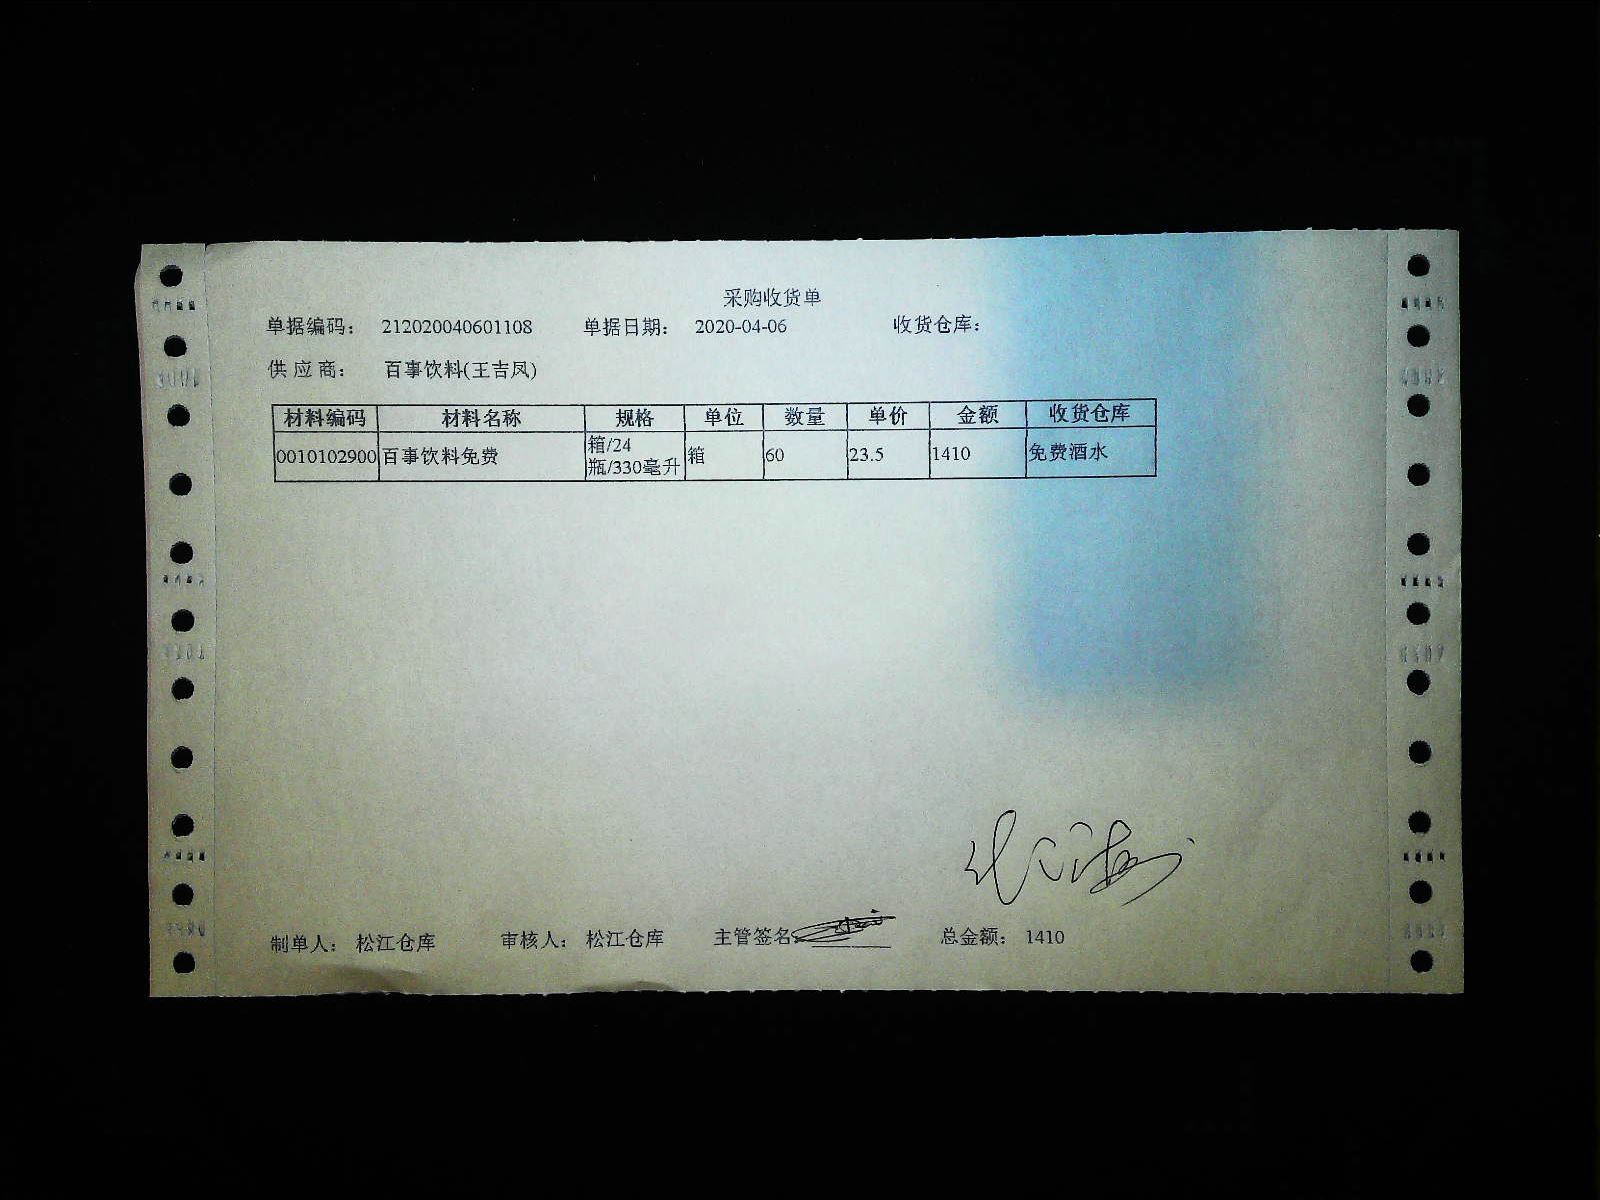 采购收货单
单据编码： 212020040601108 单据日期： 2020-04-06 收货仓库：
供 应 商： 百事饮料(王吉凤)
材料编码 材料名称 规格 单位 数量 单价 金额 收货仓库
0010102900 百事饮料免费 箱/24瓶/330毫升 箱 60 23.5 1410 免费酒水
制单人： 松江仓库 审核人： 松江仓库 主管签名 总金额： 1410